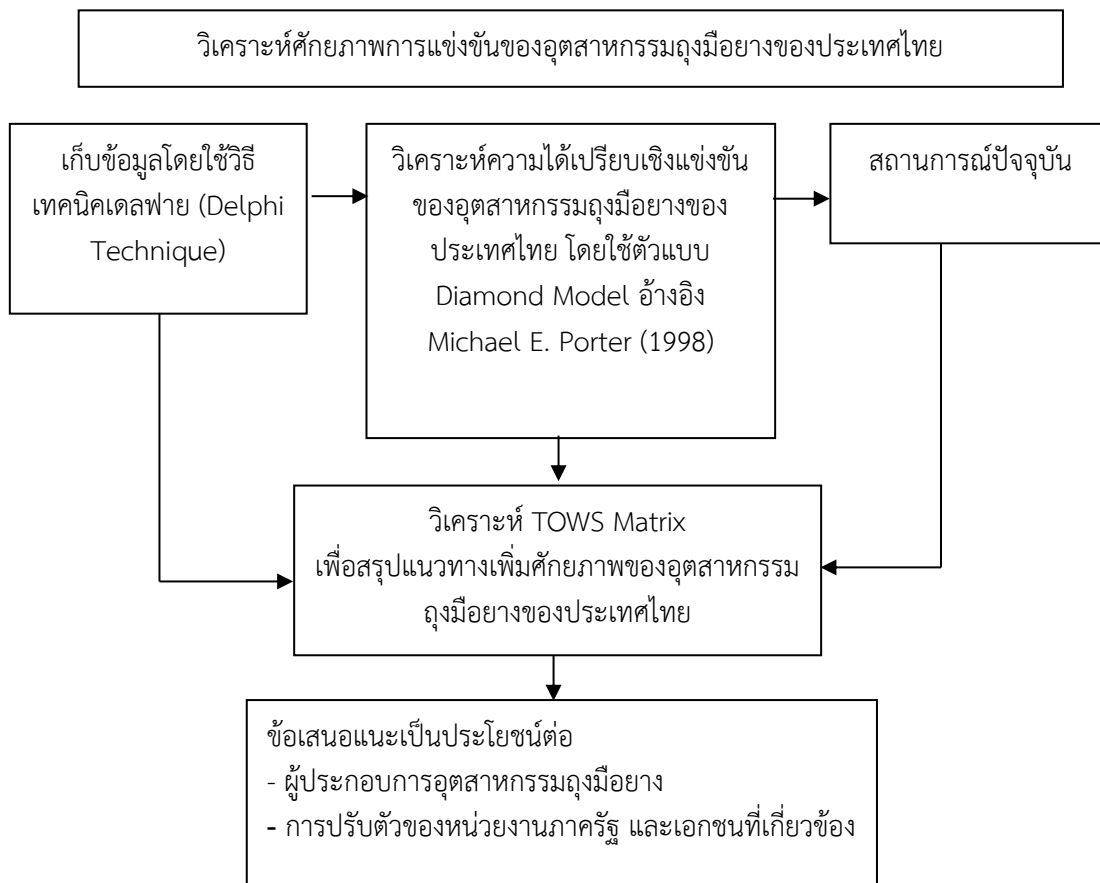 วิเคราะห์ศักยภาพการแข่งขันของอุตสาหกรรมถุงมือยางของประเทศไทย
เก็บข้อมูลโดยใช้วิธี
เทคนิคเดลฟาย (Delphi
Technique)
วิเคราะห์ความได้เปรียบเชิงแข่งขัน
ของอุตสาหกรรมถุงมือยางของ
ประเทศไทย โดยใช้ตัวแบบ
Diamond Model อ้างอิง
Michael E. Porter (1998)
สถานการณ์ปัจจุบัน
วิเคราะห์ TOWS Matrix
เพื่อสรุปแนวทางเพิ่มศักยภาพของอุตสาหกรรม
ถุงมือยางของประเทศไทย
ข้อเสนอแนะเป็นประโยชน์ต่อ
- ผู้ประกอบการอุตสาหกรรมถุงมือยาง
- การปรับตัวของหน่วยงานภาครัฐ และเอกชนที่เกี่ยวข้อง